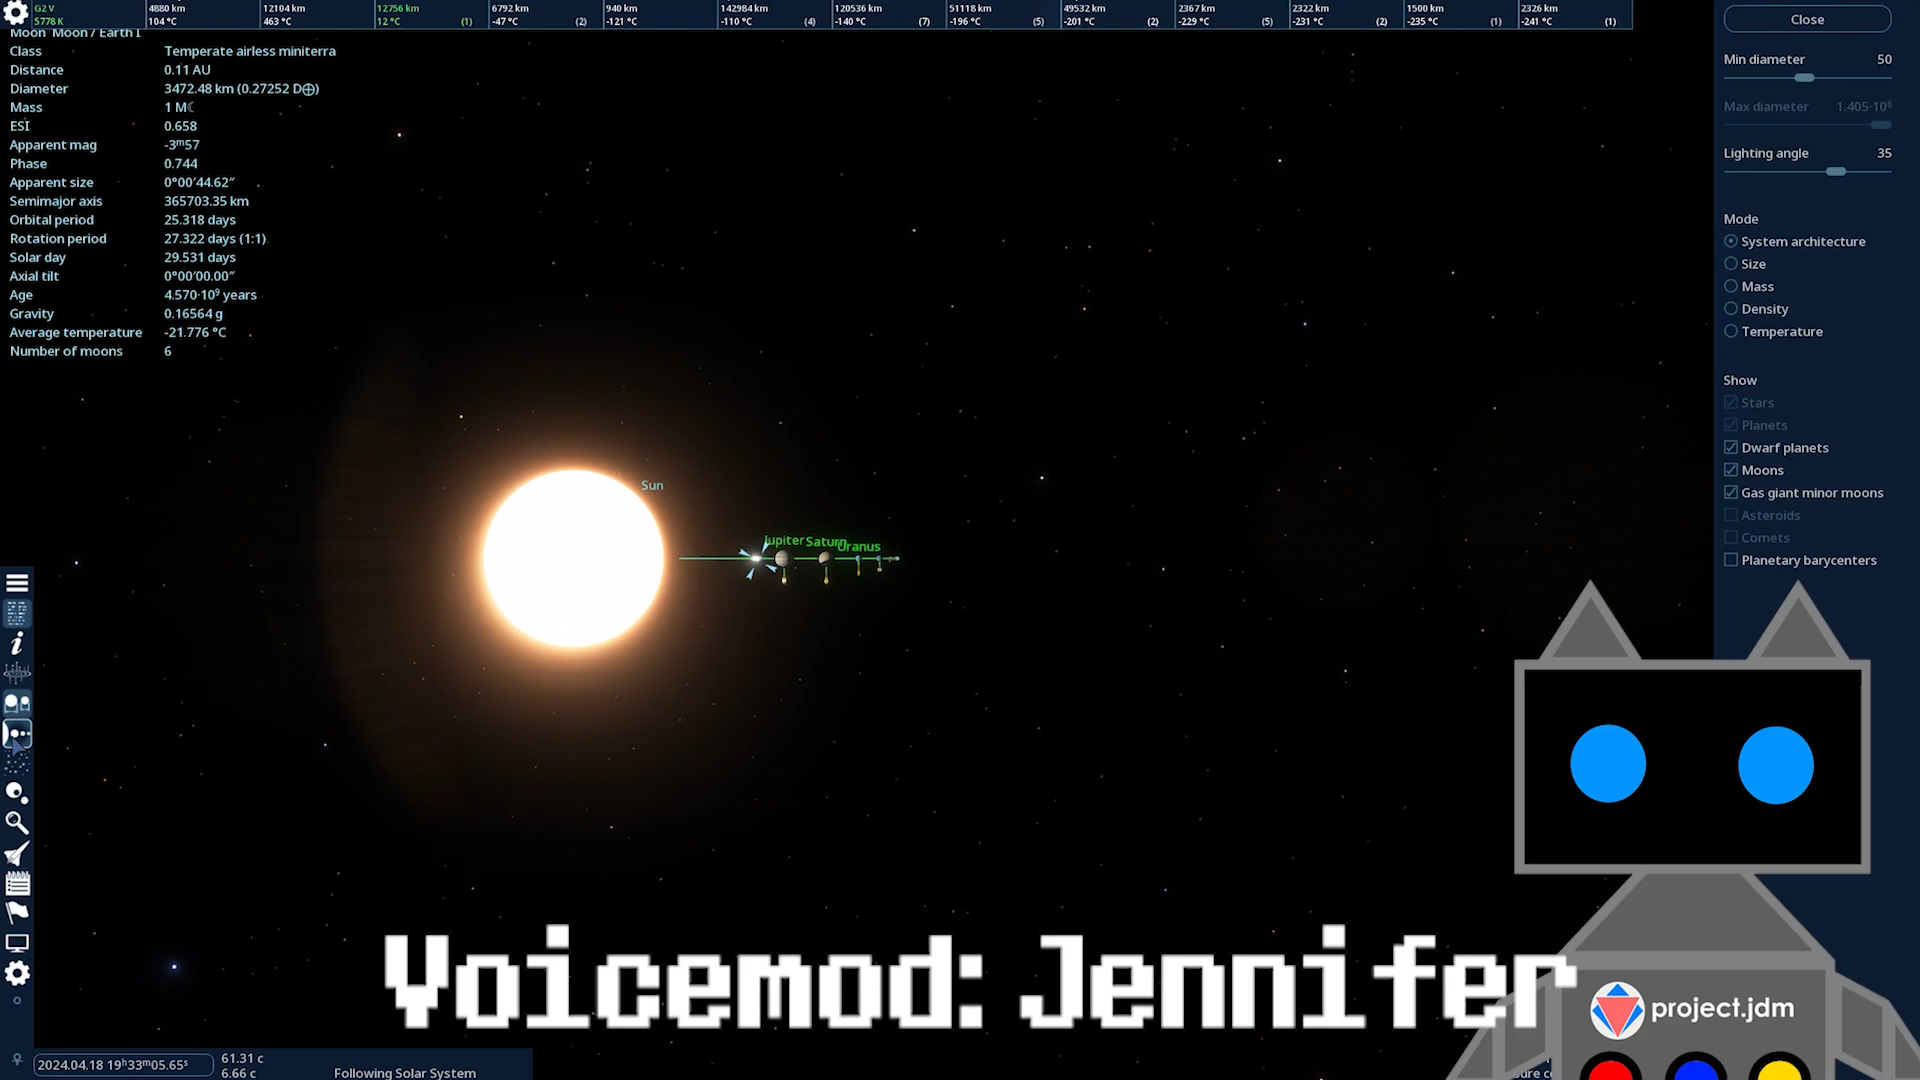 G2 V 4880 km 12104 km 12756 km 6792 km 940 km 142984 km 120536 km 51118 km 49532 km 2367 km 2322 km 1500 km 2326 km
5778 K 104 °C 463 °C 12 °C (1) -47 °C (2) -121 °C -110 °C (4) -140 °C (7) -196 °C (5) -201 °C (2) -229 °C (5) -231 °C (2) -235 °C (1) -241 °C (1)
Moon Moon / Earth I
Class Temperate airless miniterra
Distance 0.11 AU
Diameter 3472.48 km (0.27252 D⊕)
Mass 1 M☾
ESI 0.658
Apparent mag -3ᵐ57
Phase 0.744
Apparent size 0°00′44.62″
Semimajor axis 365703.35 km
Orbital period 25.318 days
Rotation period 27.322 days (1:1)
Solar day 29.531 days
Axial tilt 0°00′00.00″
Age 4.570·10⁹ years
Gravity 0.16564 g
Average temperature -21.776 °C
Number of moons 6
Sun
Jupiter Saturn Uranus
Close
Min diameter 50
Max diameter 1.405·10⁶
Lighting angle 35
Mode
System architecture
Size
Mass
Density
Temperature
Show
Stars
Planets
Dwarf planets
Moons
Gas giant minor moons
Asteroids
Comets
Planetary barycenters
Voicemod: Jennifer
project.jdm
2024.04.18 19ʰ33ᵐ05.65ˢ
61.31 c
6.66 c
Following Solar System